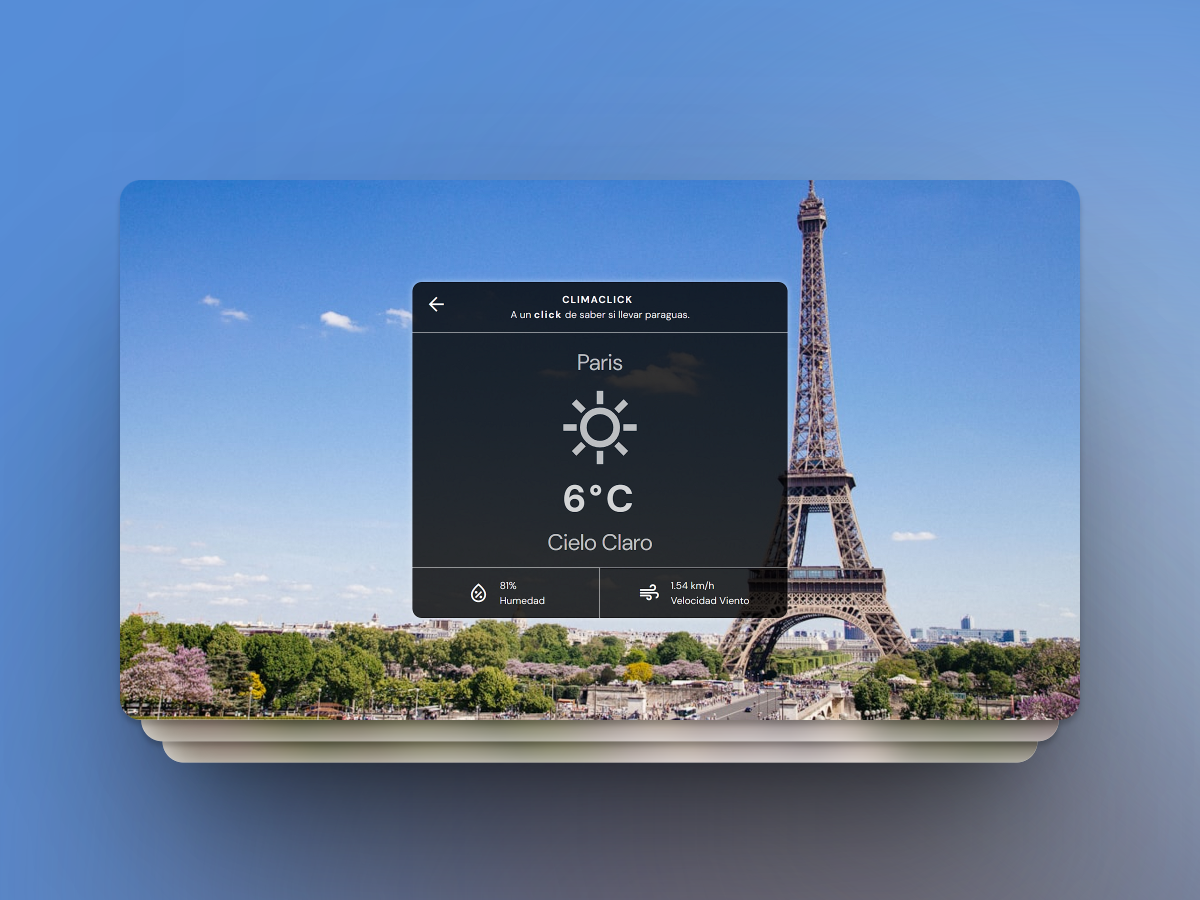 CLIMACLICK
A un click de saber si llevar paraguas.
Paris
6°C
Cielo Claro
81%
Humedad
1.54 km/h
Velocidad Viento